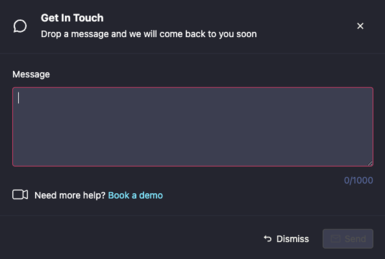 Get In Touch
Drop a message and we will come back to you soon
Message
0/1000
Need more help? Book a demo
Dismiss
Send